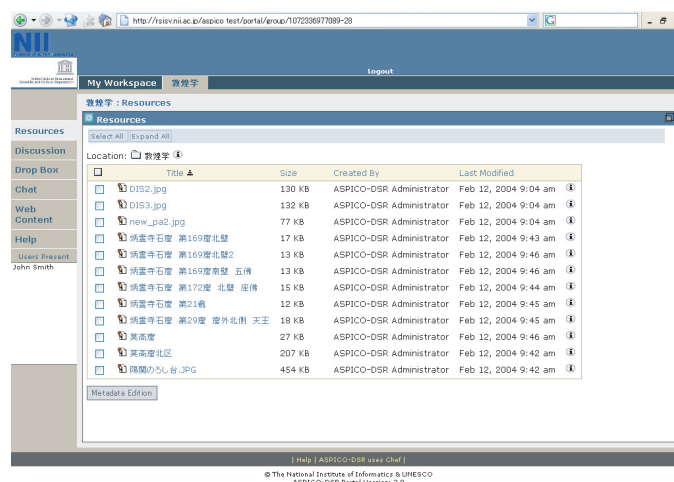 http://rsisv.nii.ac.jp/aspico test/portal/group/1072336977089-28
NII
Logout
My Workspace 敦煌学
敦煌学 : Resources
Resources
Select All Expand All
Location: 敦煌学
Title Size Created By Last Modified
DIS2.jpg 130 KB ASPICO-DSR Administrator Feb 12, 2004 9:04 am
DIS3.jpg 132 KB ASPICO-DSR Administrator Feb 12, 2004 9:04 am
new_pa2.jpg 77 KB ASPICO-DSR Administrator Feb 12, 2004 9:04 am
炳霊寺石窟 第169窟北壁 17 KB ASPICO-DSR Administrator Feb 12, 2004 9:43 am
炳霊寺石窟 第169窟北壁2 13 KB ASPICO-DSR Administrator Feb 12, 2004 9:46 am
炳霊寺石窟 第169窟南壁 五佛 13 KB ASPICO-DSR Administrator Feb 12, 2004 9:46 am
炳霊寺石窟 第172窟 北壁 座佛 15 KB ASPICO-DSR Administrator Feb 12, 2004 9:44 am
炳霊寺石窟 第21龕 12 KB ASPICO-DSR Administrator Feb 12, 2004 9:45 am
炳霊寺石窟 第29窟 窟外北側 天王 18 KB ASPICO-DSR Administrator Feb 12, 2004 9:45 am
莫高窟 27 KB ASPICO-DSR Administrator Feb 12, 2004 9:46 am
莫高窟北区 207 KB ASPICO-DSR Administrator Feb 12, 2004 9:42 am
陽関のろし台.JPG 454 KB ASPICO-DSR Administrator Feb 12, 2004 9:42 am
Metadata Edition
Resources
Discussion
Drop Box
Chat
Web
Content
Help
Users Present
John Smith
| Help | ASPICO-DSR uses Chef |
© The National Institute of Informatics & UNESCO
ASPICO-DSR Portal Version: 2.0